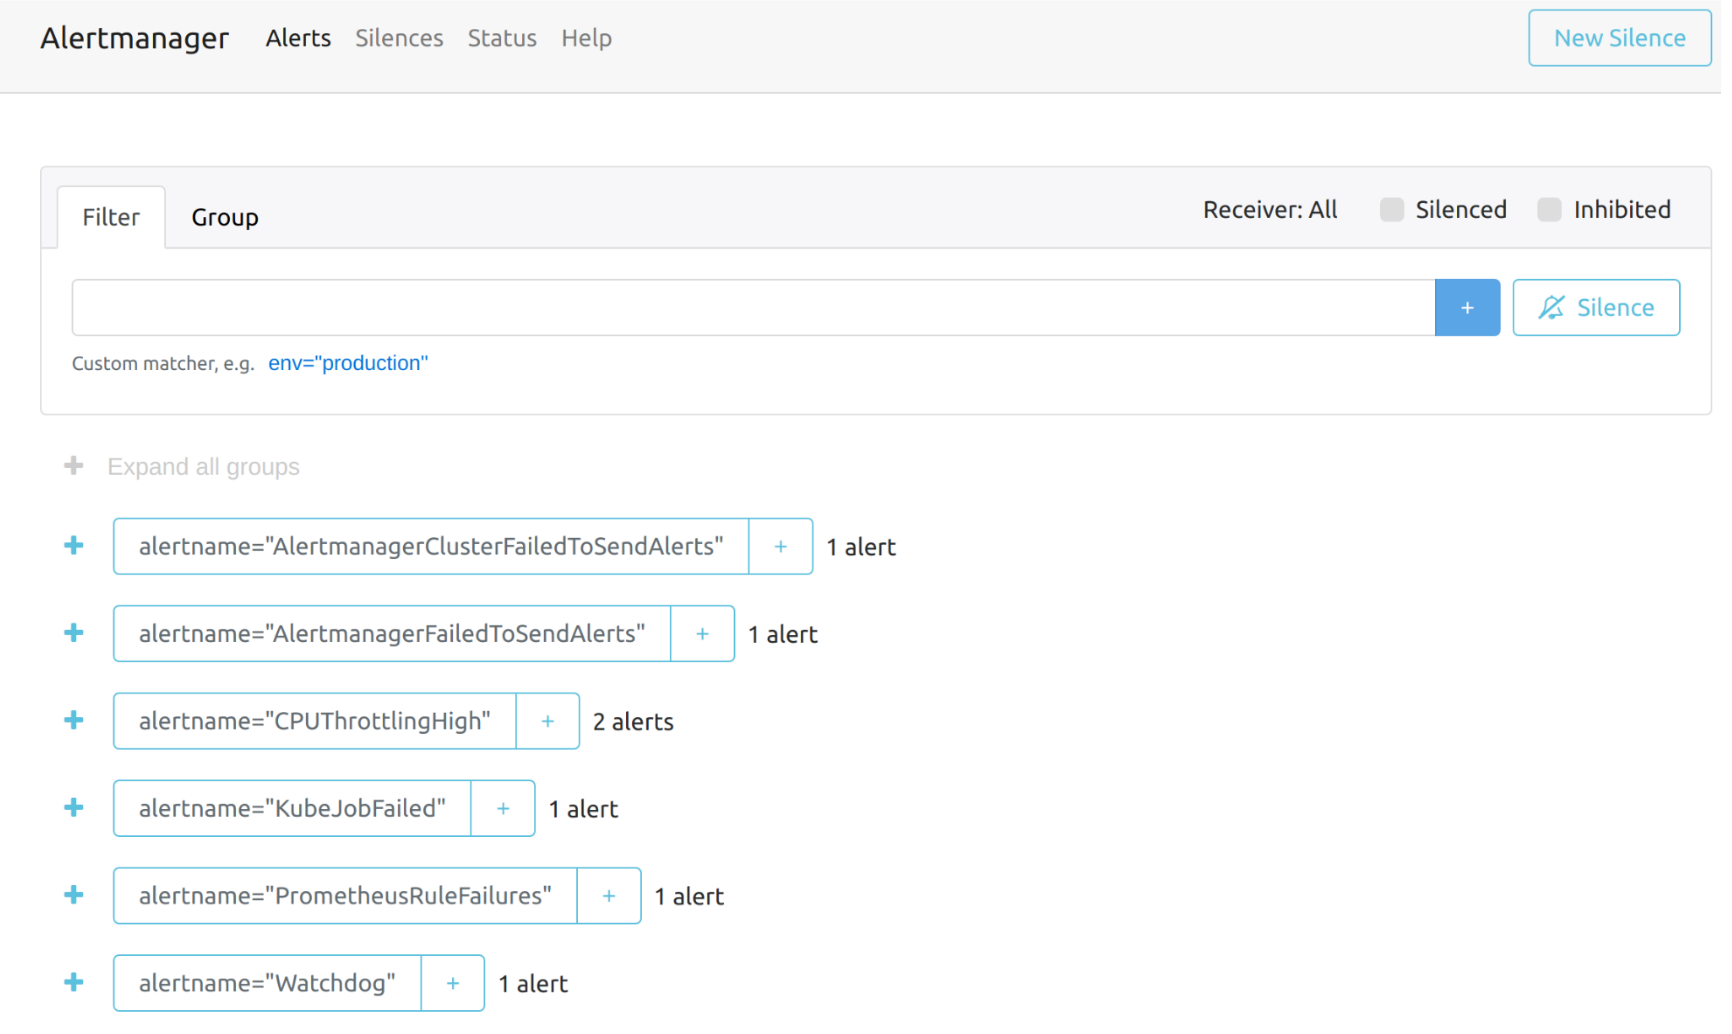 Alertmanager Alerts Silences Status Help New Silence
Filter Group Receiver: All Silenced Inhibited
+ Silence
Custom matcher, e.g. env="production"
+ Expand all groups
+ alertname="AlertmanagerClusterFailedToSendAlerts" + 1 alert
+ alertname="AlertmanagerFailedToSendAlerts" + 1 alert
+ alertname="CPUThrottlingHigh" + 2 alerts
+ alertname="KubeJobFailed" + 1 alert
+ alertname="PrometheusRuleFailures" + 1 alert
+ alertname="Watchdog" + 1 alert